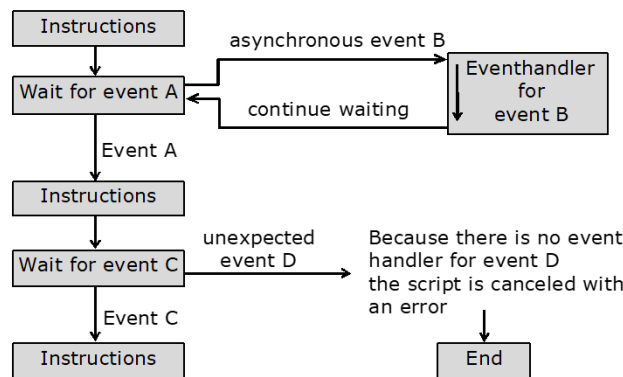 Instructions
asynchronous event B
Wait for event A
Eventhandler
for
event B
continue waiting
Event A
Instructions
unexpected
event D
Because there is no event
handler for event D
the script is canceled with
an error
Wait for event C
Event C
Instructions
End